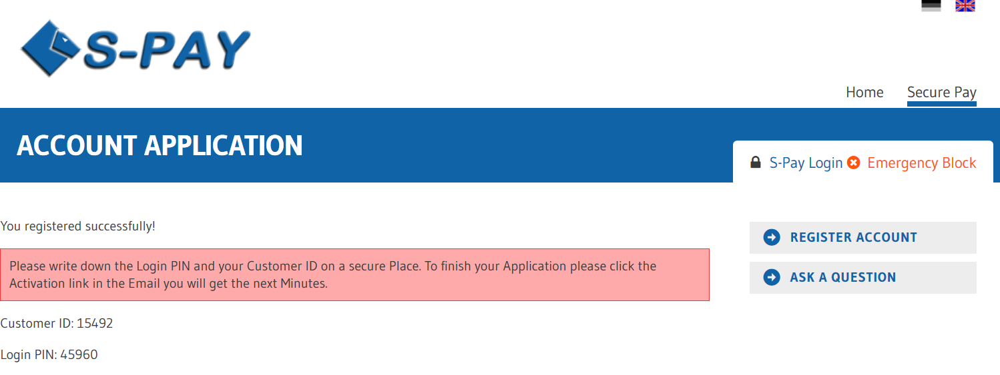 S-PAY
Home Secure Pay
ACCOUNT APPLICATION
S-Pay Login Emergency Block
You registered successfully!
Please write down the Login PIN and your Customer ID on a secure Place. To finish your Application please click the
Activation link in the Email you will get the next Minutes.
Customer ID: 15492
Login PIN: 45960
REGISTER ACCOUNT
ASK A QUESTION